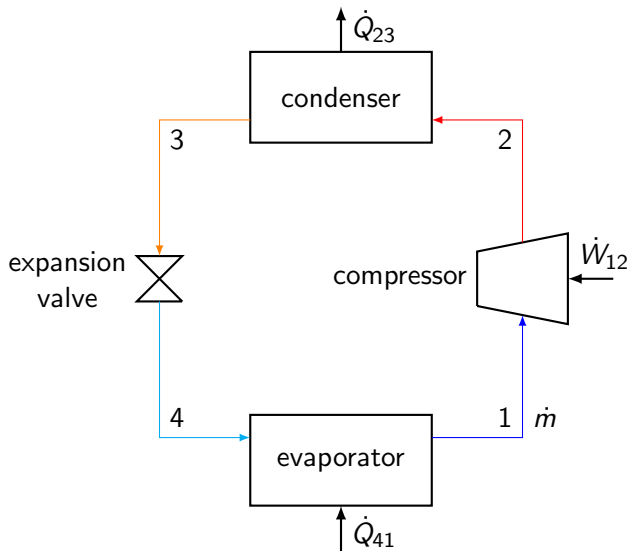 Q̇₂₃
condenser
3
2
expansion
valve
compressor
Ẇ₁₂
4
1
ṁ
evaporator
Q̇₄₁